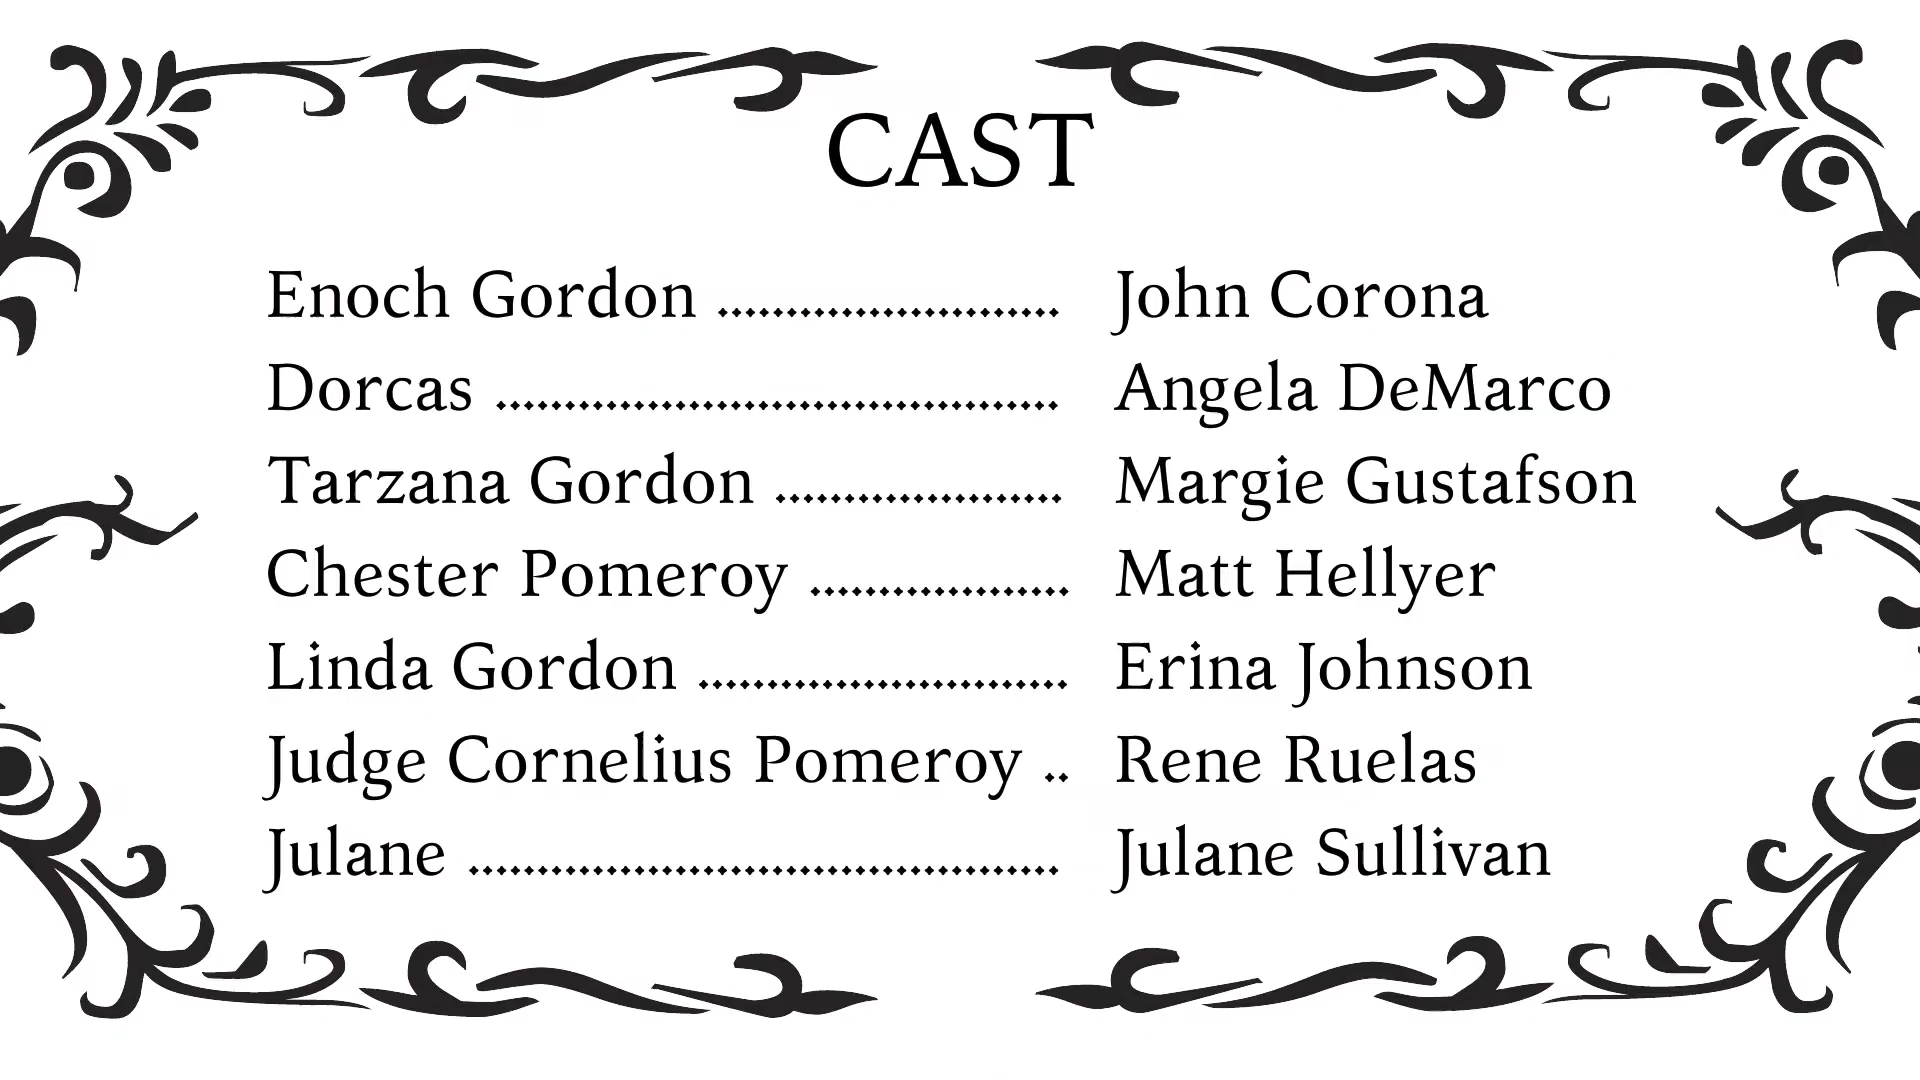 CAST
Enoch Gordon ......................... John Corona
Dorcas .......................................... Angela DeMarco
Tarzana Gordon ..................... Margie Gustafson
Chester Pomeroy ................... Matt Hellyer
Linda Gordon ........................... Erina Johnson
Judge Cornelius Pomeroy .. Rene Ruelas
Julane ............................................ Julane Sullivan